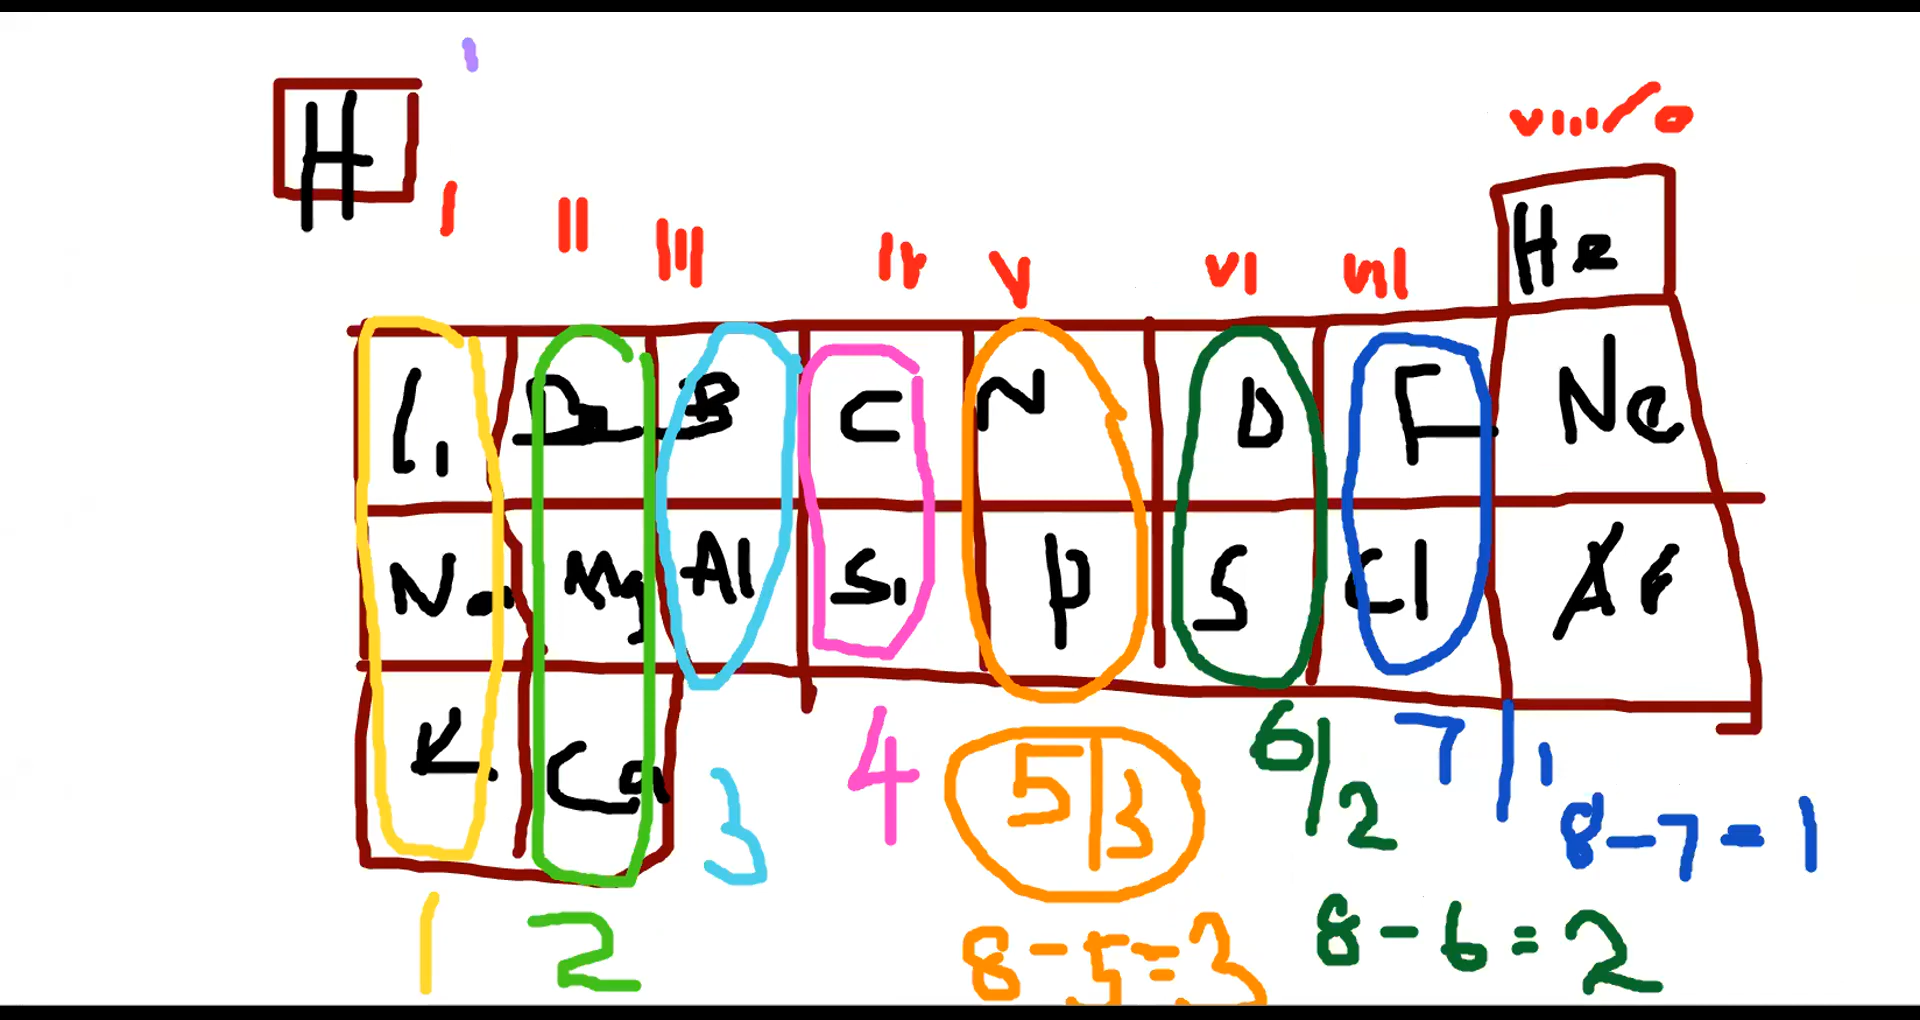 H
VIII/0
I II III IV V VI VII
He
Li Be B C N O F Ne
Na Mg Al Si P S Cl Ar
K Ca
1 2 3 4 5|3 6/2 7|1
8-7=1
8-5=3
8-6=2